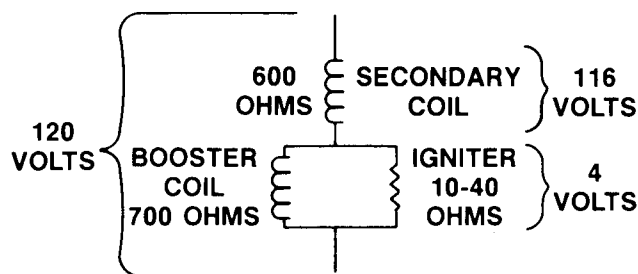 120
VOLTS
600
OHMS
SECONDARY
COIL
116
VOLTS
BOOSTER
COIL
700 OHMS
IGNITER
10-40
OHMS
4
VOLTS